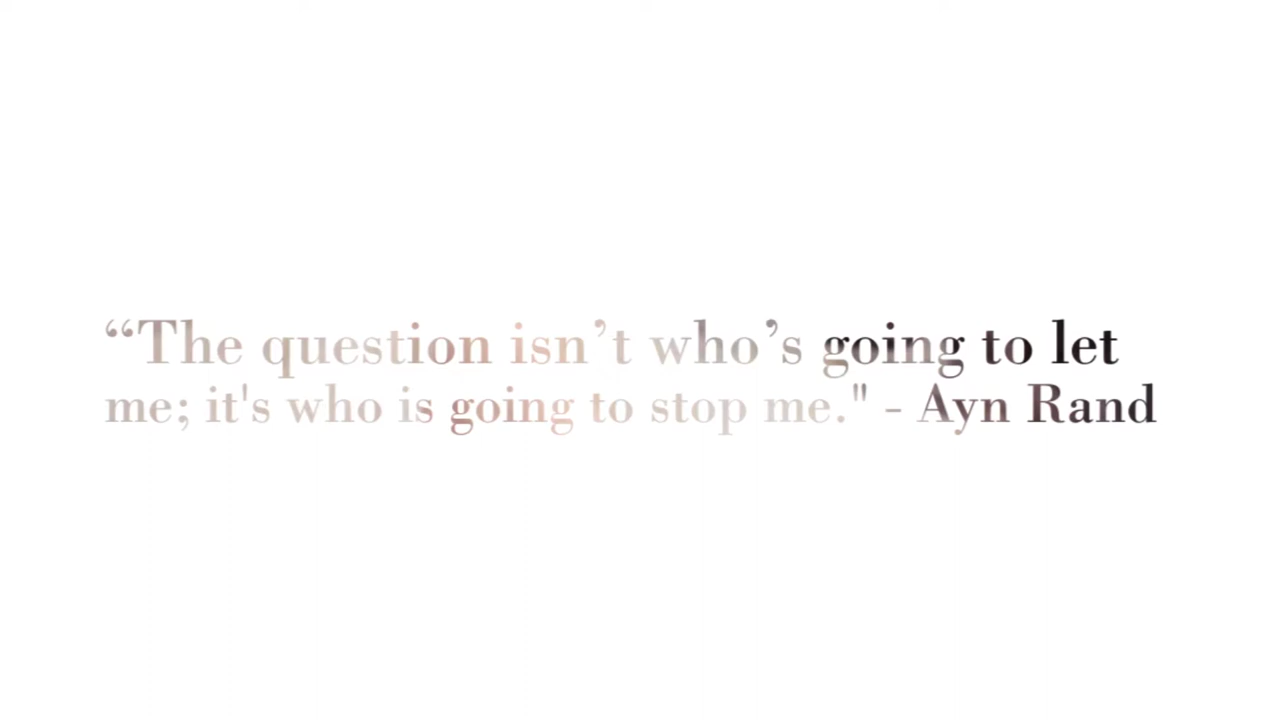 “The question isn’t who’s going to let
me; it's who is going to stop me." - Ayn Rand